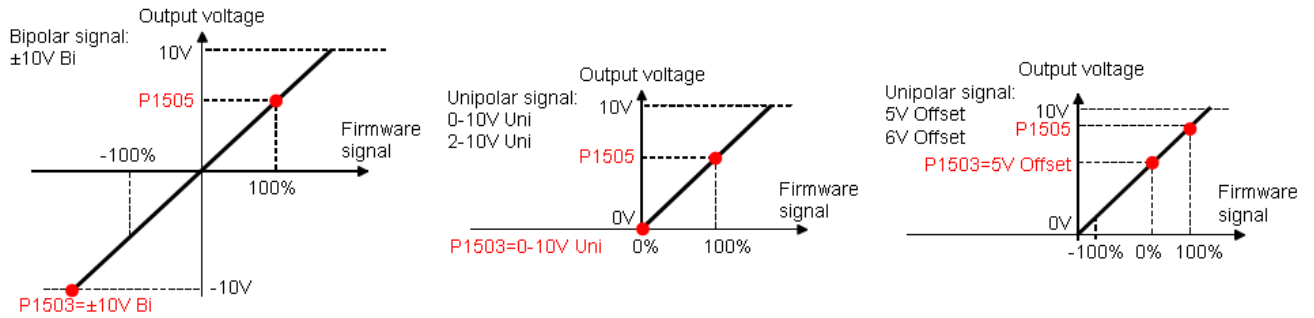 Output voltage
Bipolar signal:
±10V Bi
10V
P1505
Firmware
signal
-100%
100%
-10V
P1503=±10V Bi
Output voltage
Unipolar signal:
0-10V Uni
2-10V Uni
10V
P1505
Firmware
signal
0V
P1503=0-10V Uni
0%
100%
Output voltage
Unipolar signal:
5V Offset
6V Offset
10V
P1505
P1503=5V Offset
Firmware
signal
0V
-100%
0%
100%